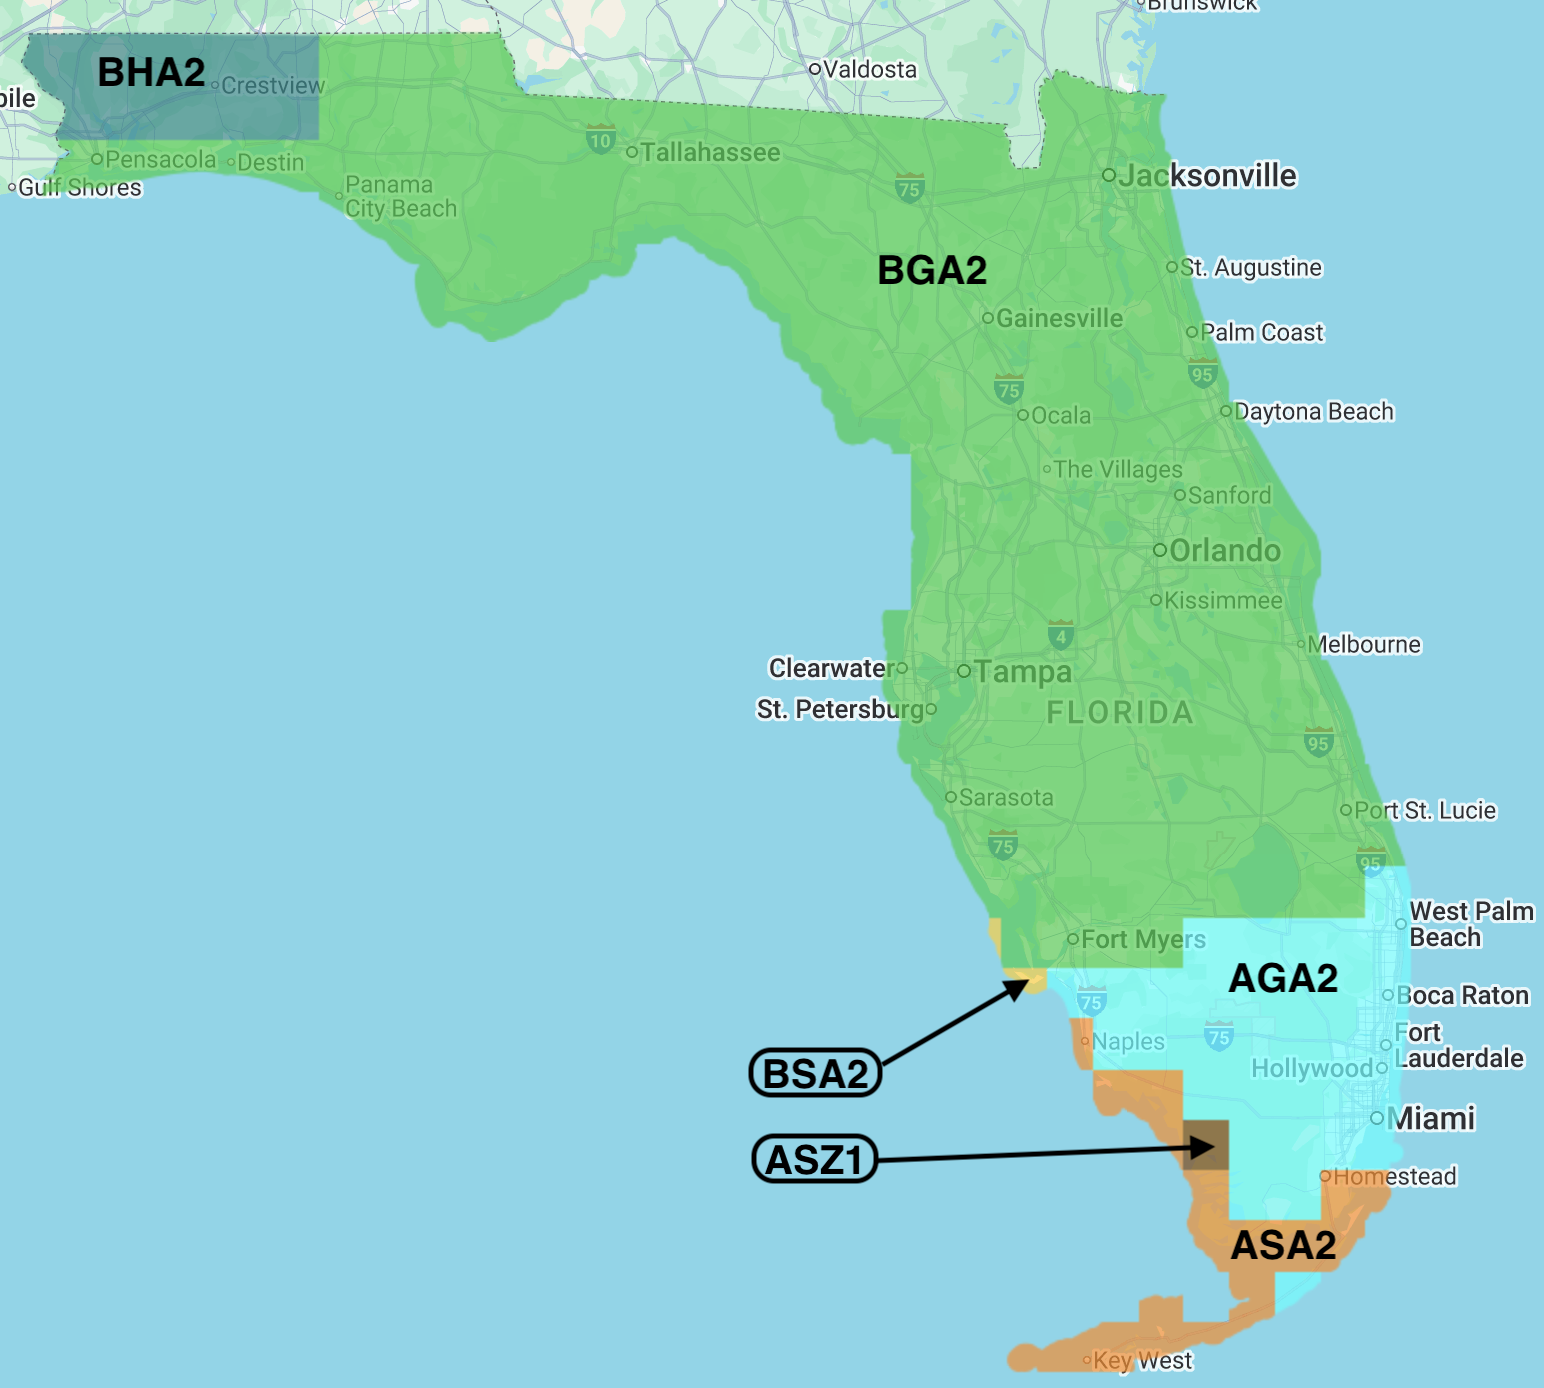 Brunswick
Valdosta
BHA2
Crestview
bile
10
Tallahassee
Pensacola
Destin
Gulf Shores
Panama
City Beach
75
Jacksonville
BGA2
St. Augustine
Gainesville
Palm Coast
95
75
Ocala
Daytona Beach
The Villages
Sanford
Orlando
Kissimmee
4
Melbourne
Clearwater
Tampa
St. Petersburg
FLORIDA
95
Sarasota
Port St. Lucie
75
95
West Palm
Beach
Fort Myers
AGA2
75
Boca Raton
Naples
75
Fort
Lauderdale
Hollywood
BSA2
Miami
ASZ1
Homestead
ASA2
Key West